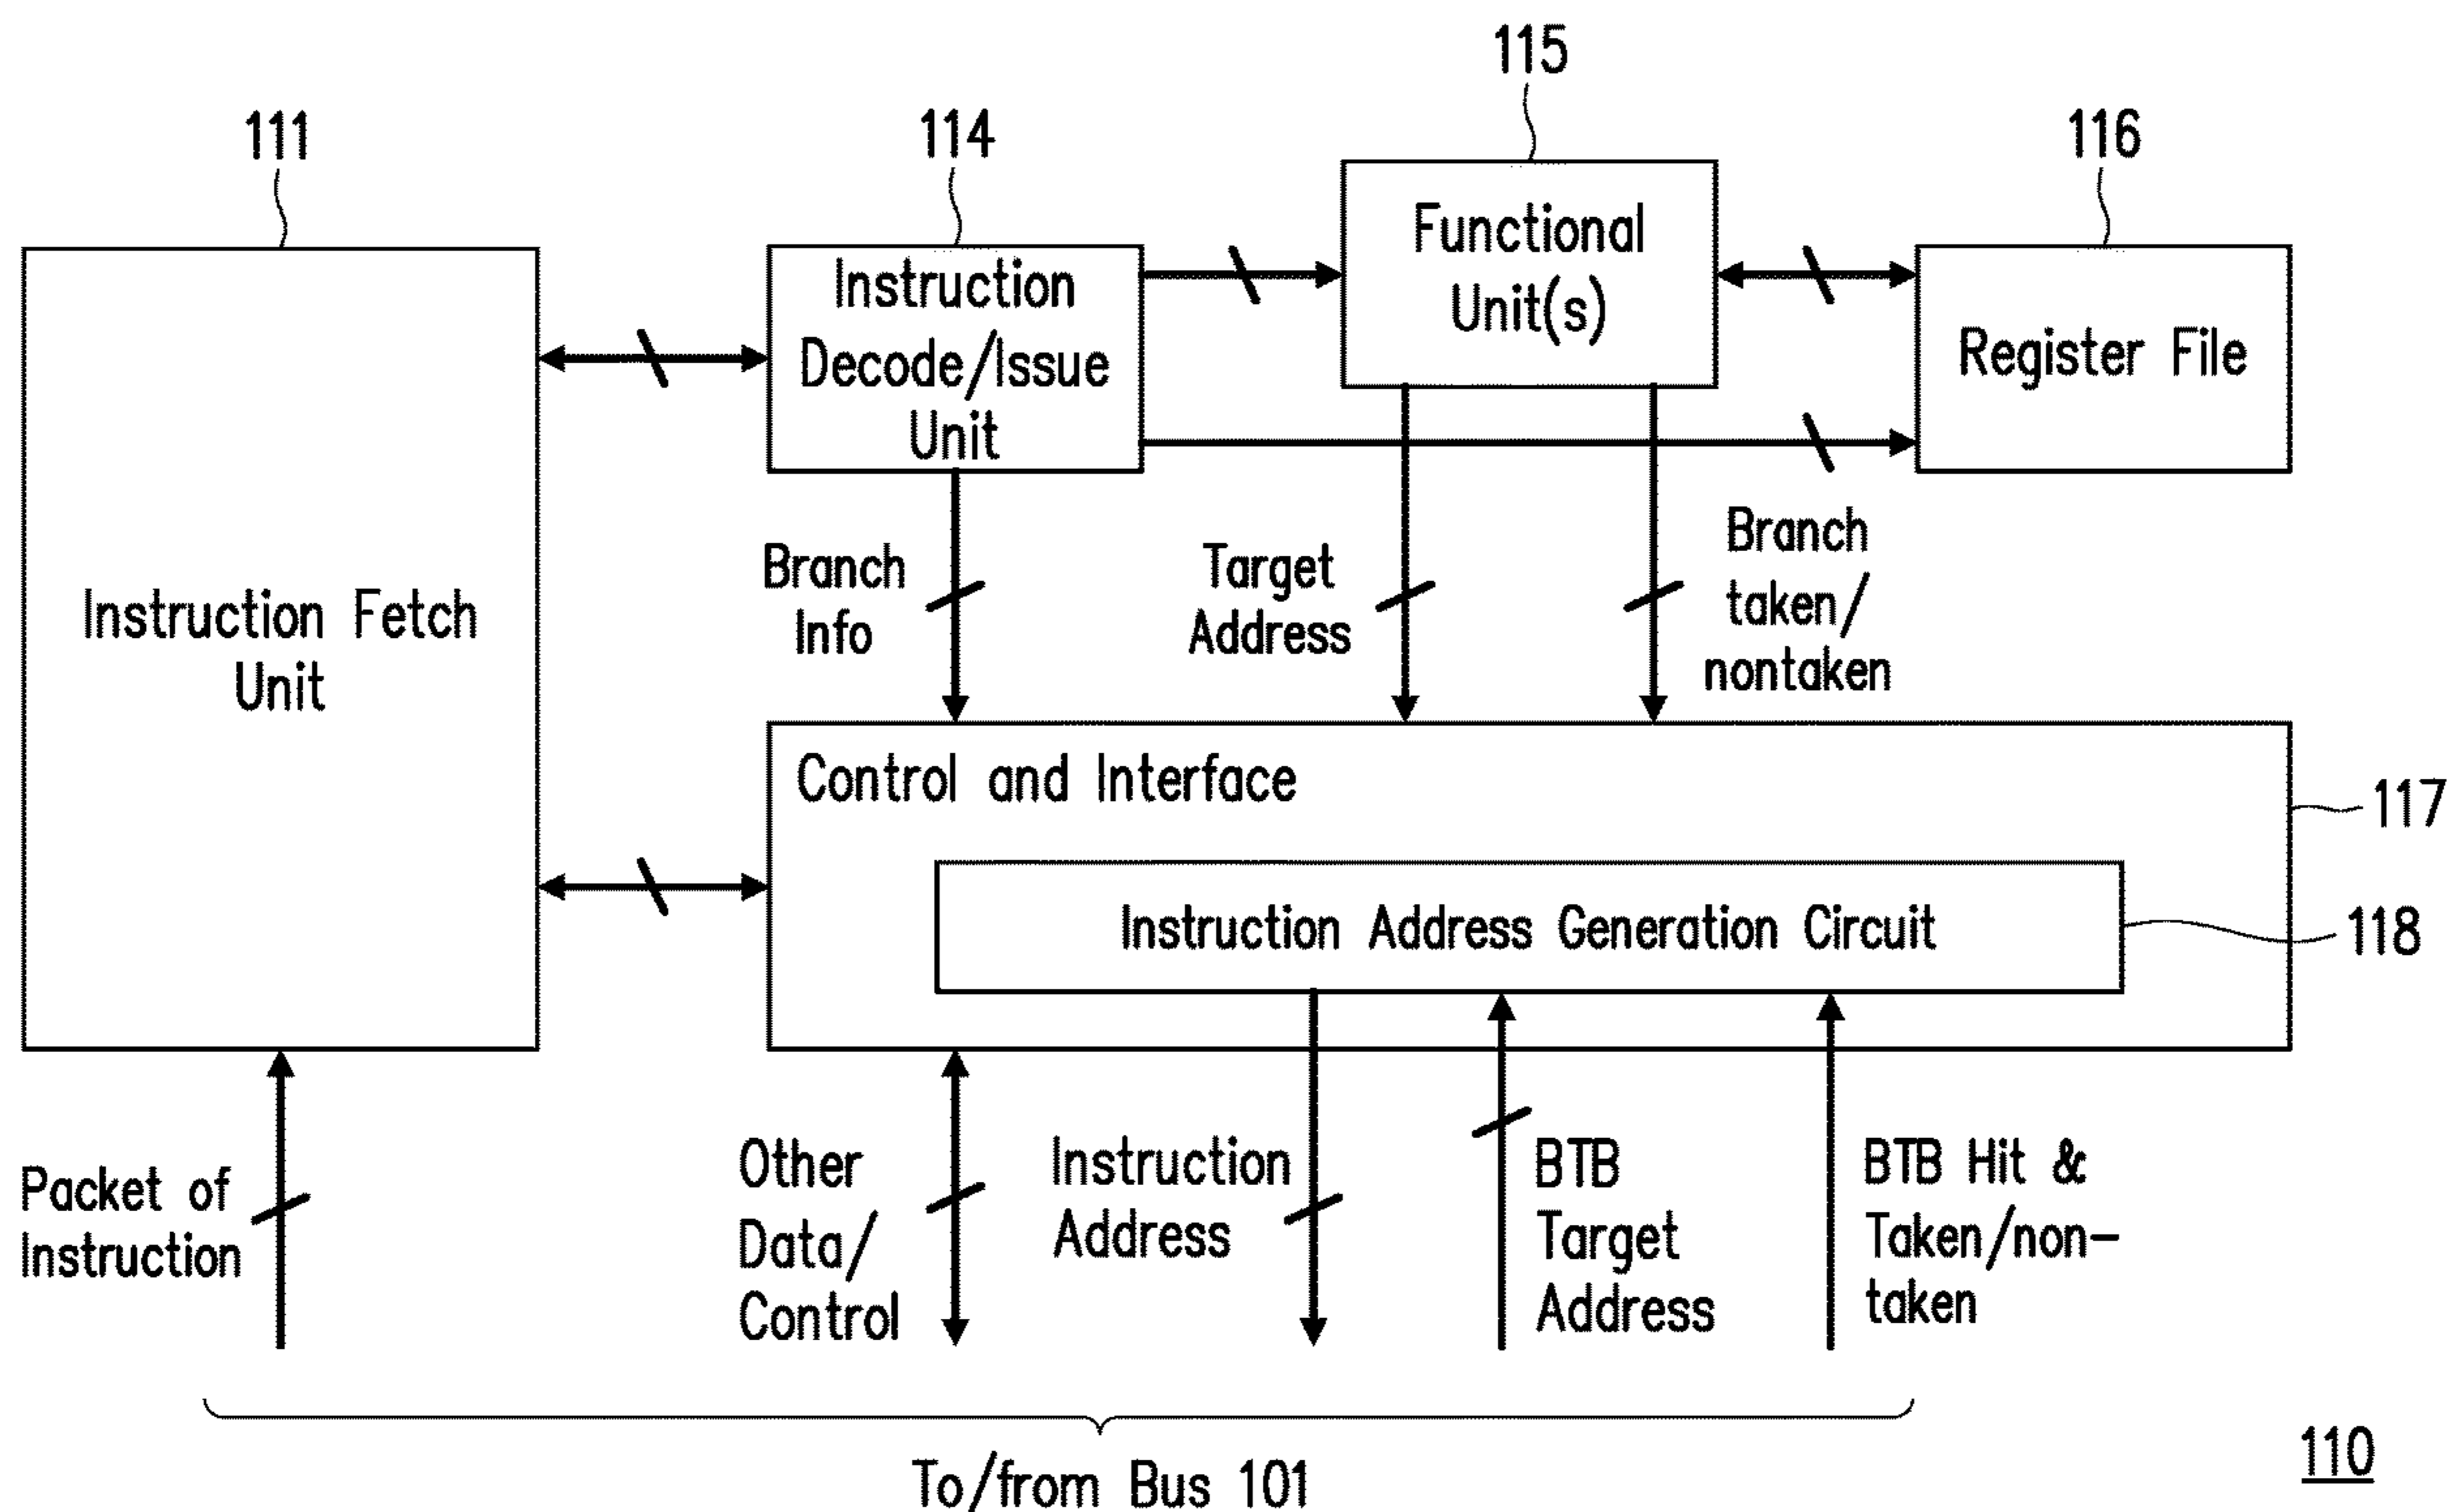 115
111
114
116
Functional
Unit(s)
Instruction
Decode/Issue
Unit
Register File
Instruction Fetch
Unit
Branch
Info
Target
Address
Branch
taken/
nontaken
Control and Interface
117
Instruction Address Generation Circuit
118
Packet of
Instruction
Other
Data/
Control
Instruction
Address
BTB
Target
Address
BTB Hit &
Taken/non-
taken
To/from Bus 101
110